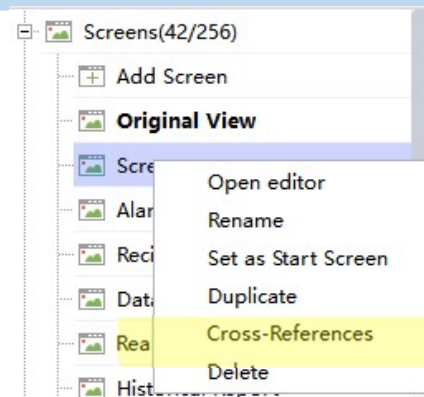 Screens(42/256)
Add Screen
Original View
Scre
Open editor
Alar
Rename
Reci
Set as Start Screen
Data
Duplicate
Rea
Cross-References
Delete